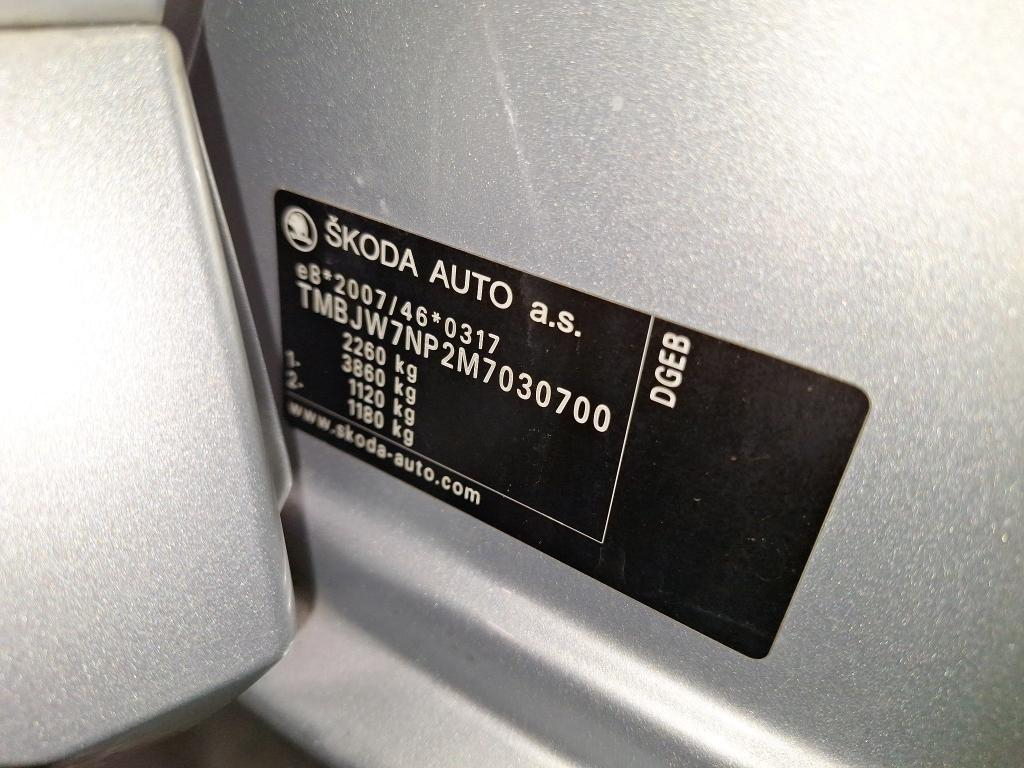 ŠKODA AUTO a.s.
e8*2007/46*0317
TMBJW7NP2M7030700
2260 kg
3860 kg
1- 1120 kg
2- 1180 kg
www.skoda-auto.com
DGEB